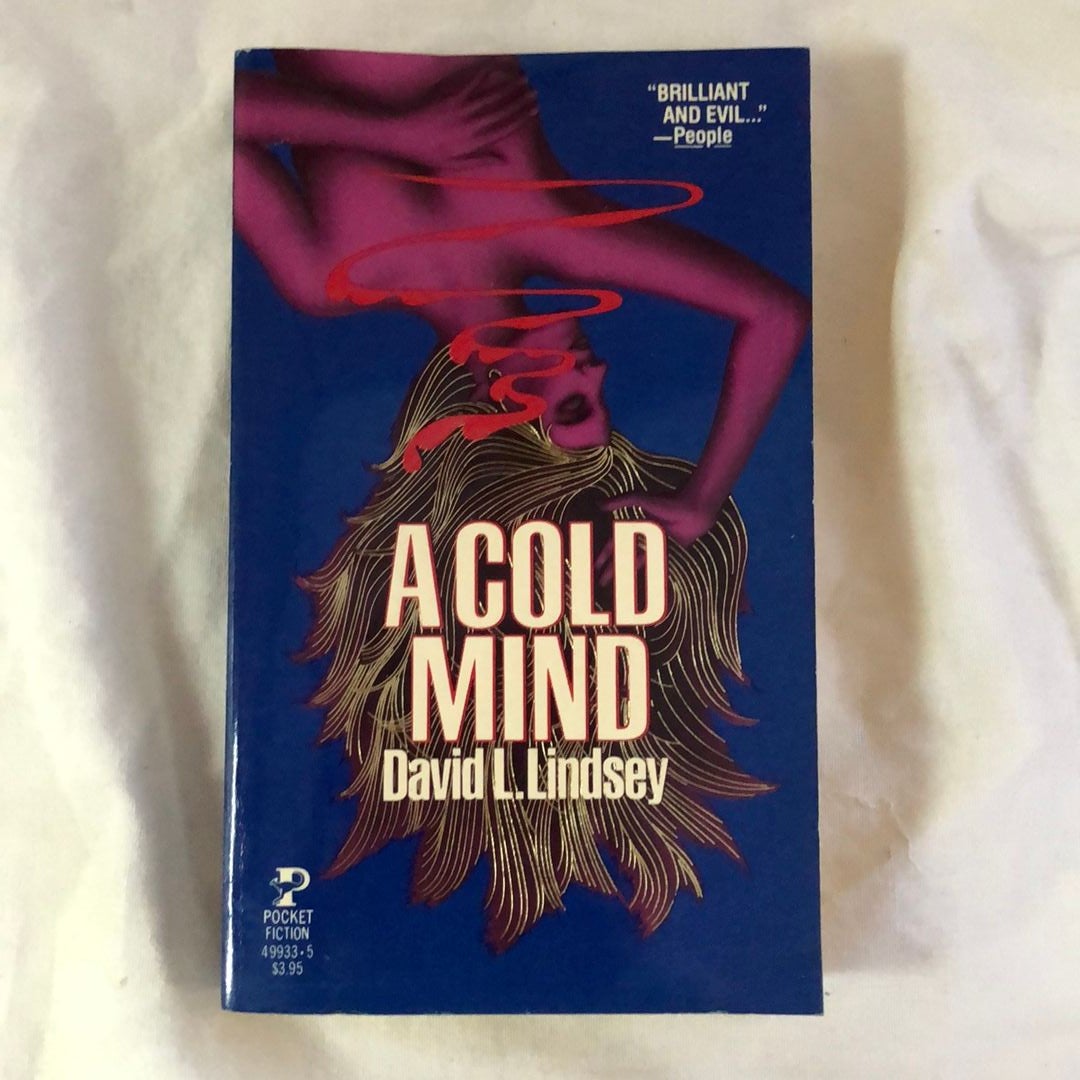 “BRILLIANT
AND EVIL...”
—People
A COLD
MIND
David L. Lindsey
P
POCKET
FICTION
49933•5
$3.95